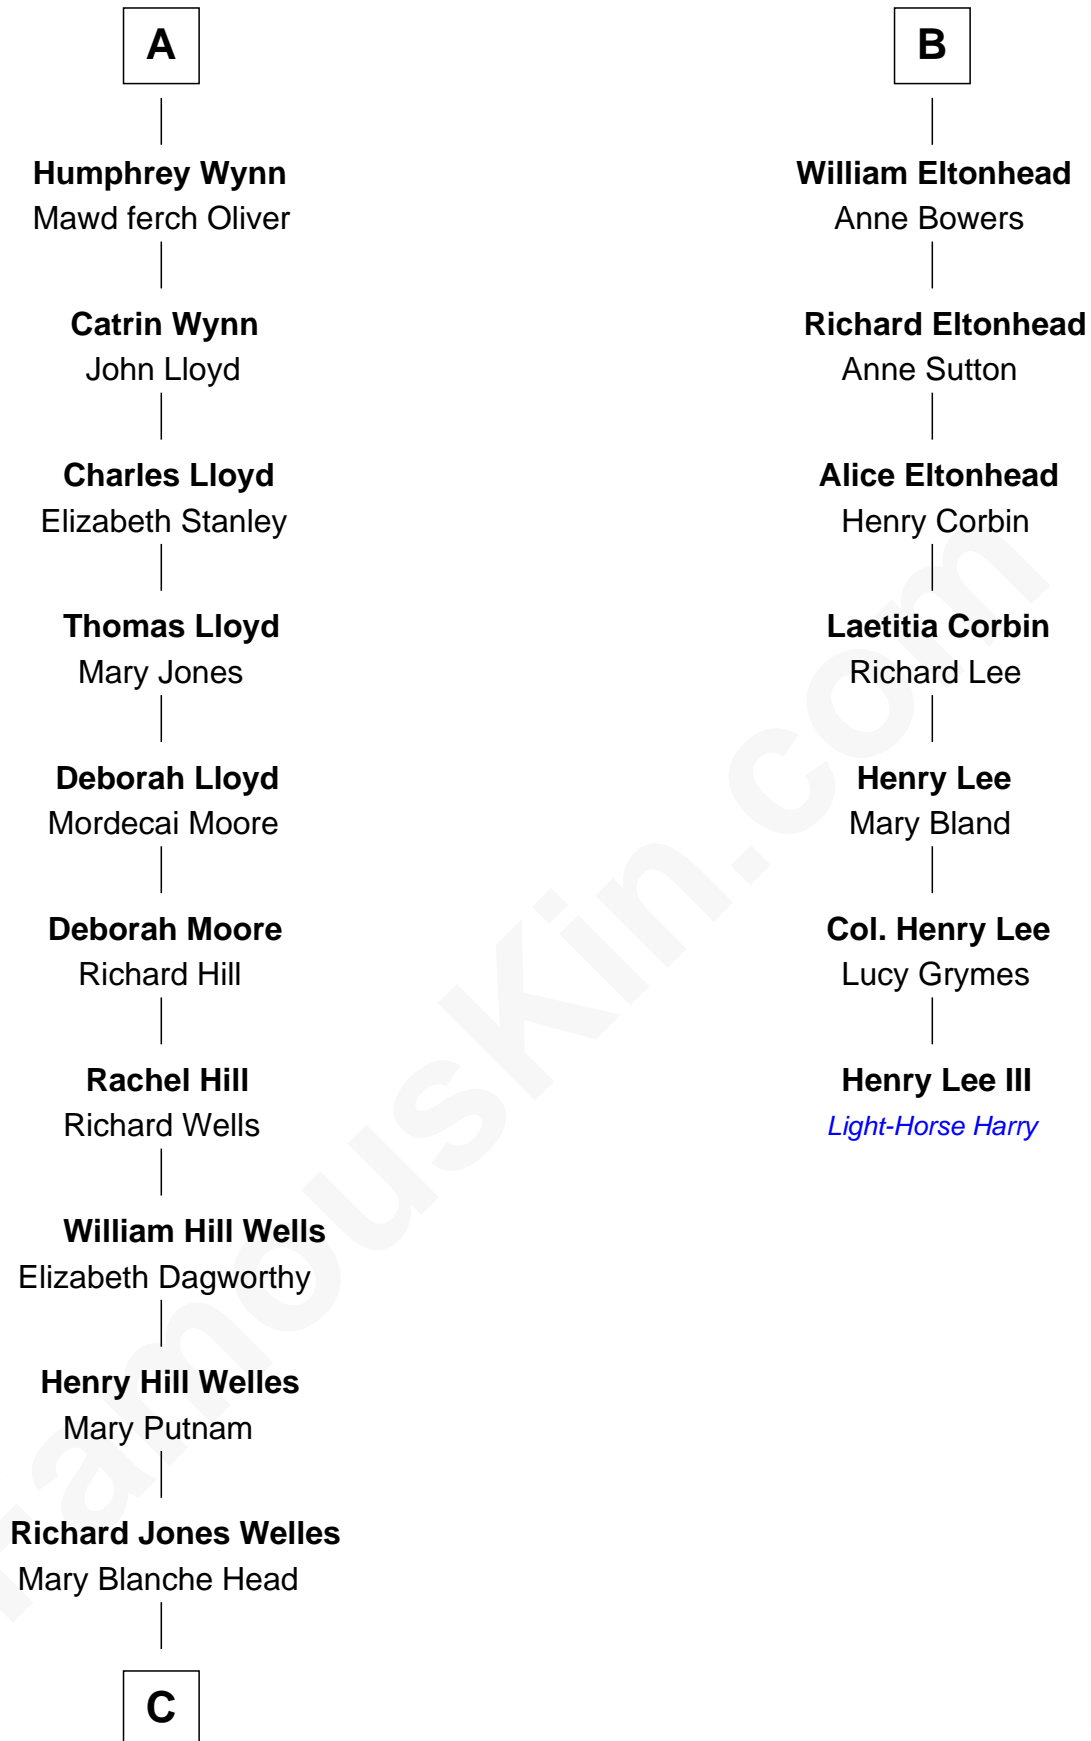 A
Humphrey Wynn
Mawd ferch Oliver
Catrin Wynn
John Lloyd
Charles Lloyd
Elizabeth Stanley
Thomas Lloyd
Mary Jones
Deborah Lloyd
Mordecai Moore
Deborah Moore
Richard Hill
Rachel Hill
Richard Wells
William Hill Wells
Elizabeth Dagworthy
Henry Hill Welles
Mary Putnam
Richard Jones Welles
Mary Blanche Head
C
B
William Eltonhead
Anne Bowers
Richard Eltonhead
Anne Sutton
Alice Eltonhead
Henry Corbin
Laetitia Corbin
Richard Lee
Henry Lee
Mary Bland
Col. Henry Lee
Lucy Grymes
Henry Lee III
Light-Horse Harry
FamousKin.com